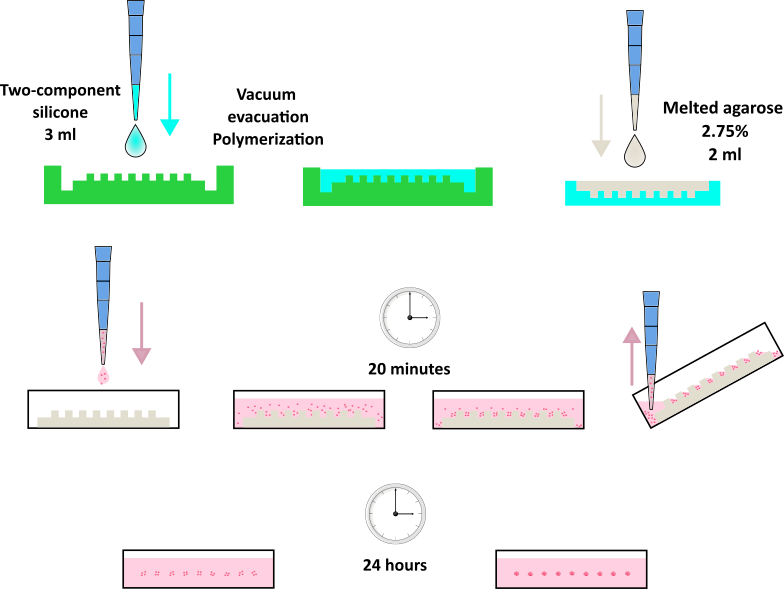 Two-component
silicone
3 ml
Vacuum
evacuation
Polymerization
Melted agarose
2.75%
2 ml
20 minutes
24 hours